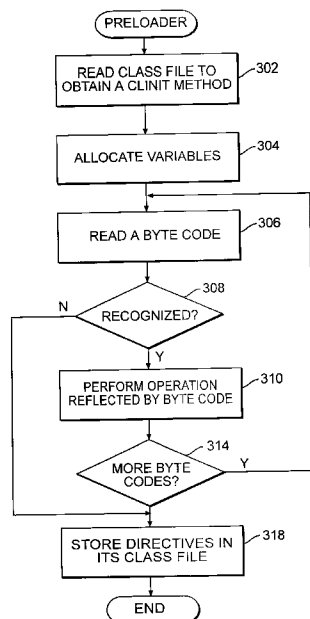 PRELOADER
READ CLASS FILE TO
OBTAIN A CLINIT METHOD
302
ALLOCATE VARIABLES
304
READ A BYTE CODE
306
308
N
RECOGNIZED?
Y
PERFORM OPERATION
REFLECTED BY BYTE CODE
310
314
MORE BYTE
CODES?
Y
STORE DIRECTIVES IN
ITS CLASS FILE
318
END